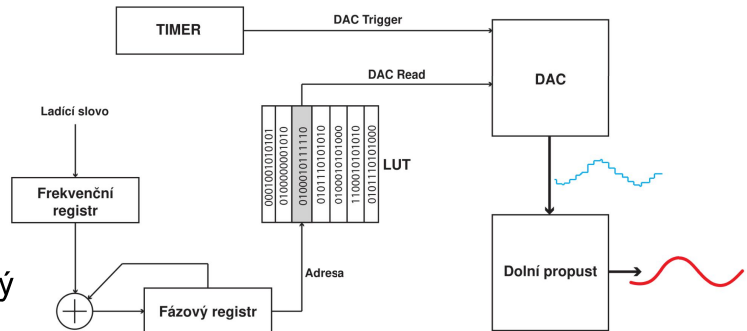 TIMER
DAC Trigger
DAC
DAC Read
Ladící slovo
0001001010101
0100000001010
0100010111110
0101110101010
0100010101000
1100010101010
0101110101000
LUT
Frekvenční
registr
Adresa
Dolní propust
ý
Fázový registr